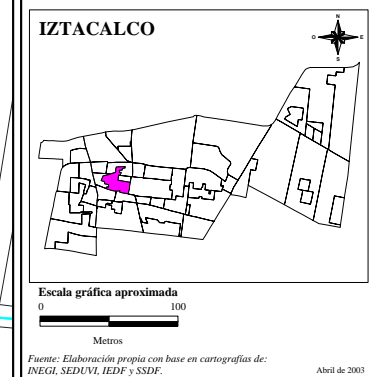 IZTACALCO
N
O E
S
Escala gráfica aproximada
0 100
Metros
Fuente: Elaboración propia con base en cartografías de:
INEGI, SEDUVI, IEDF y SSDF.
Abril de 2003